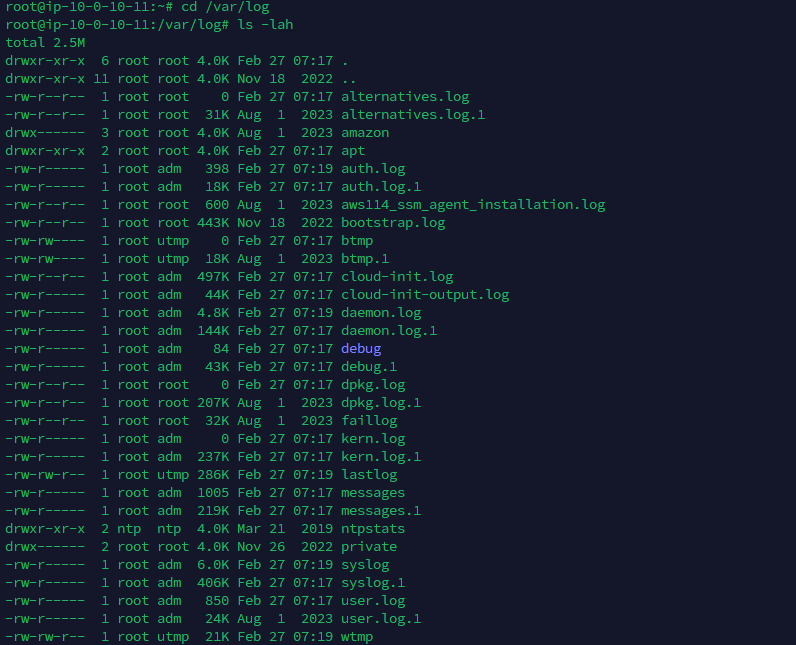 root@ip-10-0-10-11:~# cd /var/log
root@ip-10-0-10-11:/var/log# ls -lah
total 2.5M
drwxr-xr-x  6 root root 4.0K Feb 27 07:17 .
drwxr-xr-x 11 root root 4.0K Nov 18  2022 ..
-rw-r--r--  1 root root    0 Feb 27 07:17 alternatives.log
-rw-r--r--  1 root root  31K Aug  1  2023 alternatives.log.1
drwx------  3 root root 4.0K Aug  1  2023 amazon
drwxr-xr-x  2 root root 4.0K Feb 27 07:17 apt
-rw-r-----  1 root adm   398 Feb 27 07:19 auth.log
-rw-r-----  1 root adm   18K Feb 27 07:17 auth.log.1
-rw-r--r--  1 root root  600 Aug  1  2023 aws114_ssm_agent_installation.log
-rw-r--r--  1 root root 443K Nov 18  2022 bootstrap.log
-rw-rw----  1 root utmp    0 Feb 27 07:17 btmp
-rw-rw----  1 root utmp  18K Aug  1  2023 btmp.1
-rw-r--r--  1 root adm  497K Feb 27 07:17 cloud-init.log
-rw-r-----  1 root adm   44K Feb 27 07:17 cloud-init-output.log
-rw-r-----  1 root adm  4.8K Feb 27 07:19 daemon.log
-rw-r-----  1 root adm  144K Feb 27 07:17 daemon.log.1
-rw-r-----  1 root adm    84 Feb 27 07:17 debug
-rw-r-----  1 root adm   43K Feb 27 07:17 debug.1
-rw-r--r--  1 root root    0 Feb 27 07:17 dpkg.log
-rw-r--r--  1 root root 207K Aug  1  2023 dpkg.log.1
-rw-r--r--  1 root root  32K Aug  1  2023 faillog
-rw-r-----  1 root adm     0 Feb 27 07:17 kern.log
-rw-r-----  1 root adm  237K Feb 27 07:17 kern.log.1
-rw-rw-r--  1 root utmp 286K Feb 27 07:19 lastlog
-rw-r-----  1 root adm  1005 Feb 27 07:17 messages
-rw-r-----  1 root adm  219K Feb 27 07:17 messages.1
drwxr-xr-x  2 ntp  ntp  4.0K Mar 21  2019 ntpstats
drwx------  2 root root 4.0K Nov 26  2022 private
-rw-r-----  1 root adm  6.0K Feb 27 07:19 syslog
-rw-r-----  1 root adm  406K Feb 27 07:17 syslog.1
-rw-r-----  1 root adm   850 Feb 27 07:17 user.log
-rw-r-----  1 root adm   24K Aug  1  2023 user.log.1
-rw-rw-r--  1 root utmp  21K Feb 27 07:19 wtmp